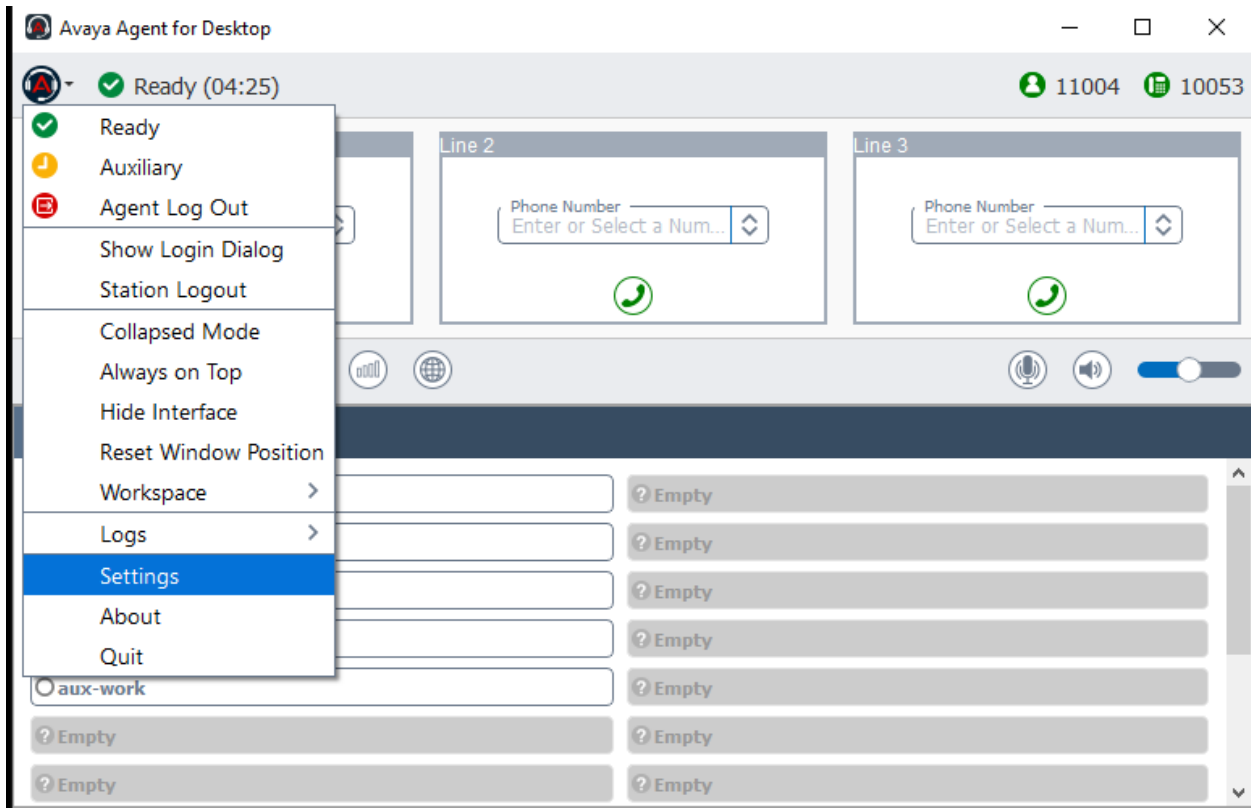 Avaya Agent for Desktop
Ready (04:25)
11004
10053
Ready
Auxiliary
Agent Log Out
Show Login Dialog
Station Logout
Collapsed Mode
Always on Top
Hide Interface
Reset Window Position
Workspace
Logs
Settings
About
Quit
Line 2
Phone Number
Enter or Select a Num...
Line 3
Phone Number
Enter or Select a Num...
Empty
Empty
Empty
Empty
aux-work
Empty
Empty
Empty
Empty
Empty